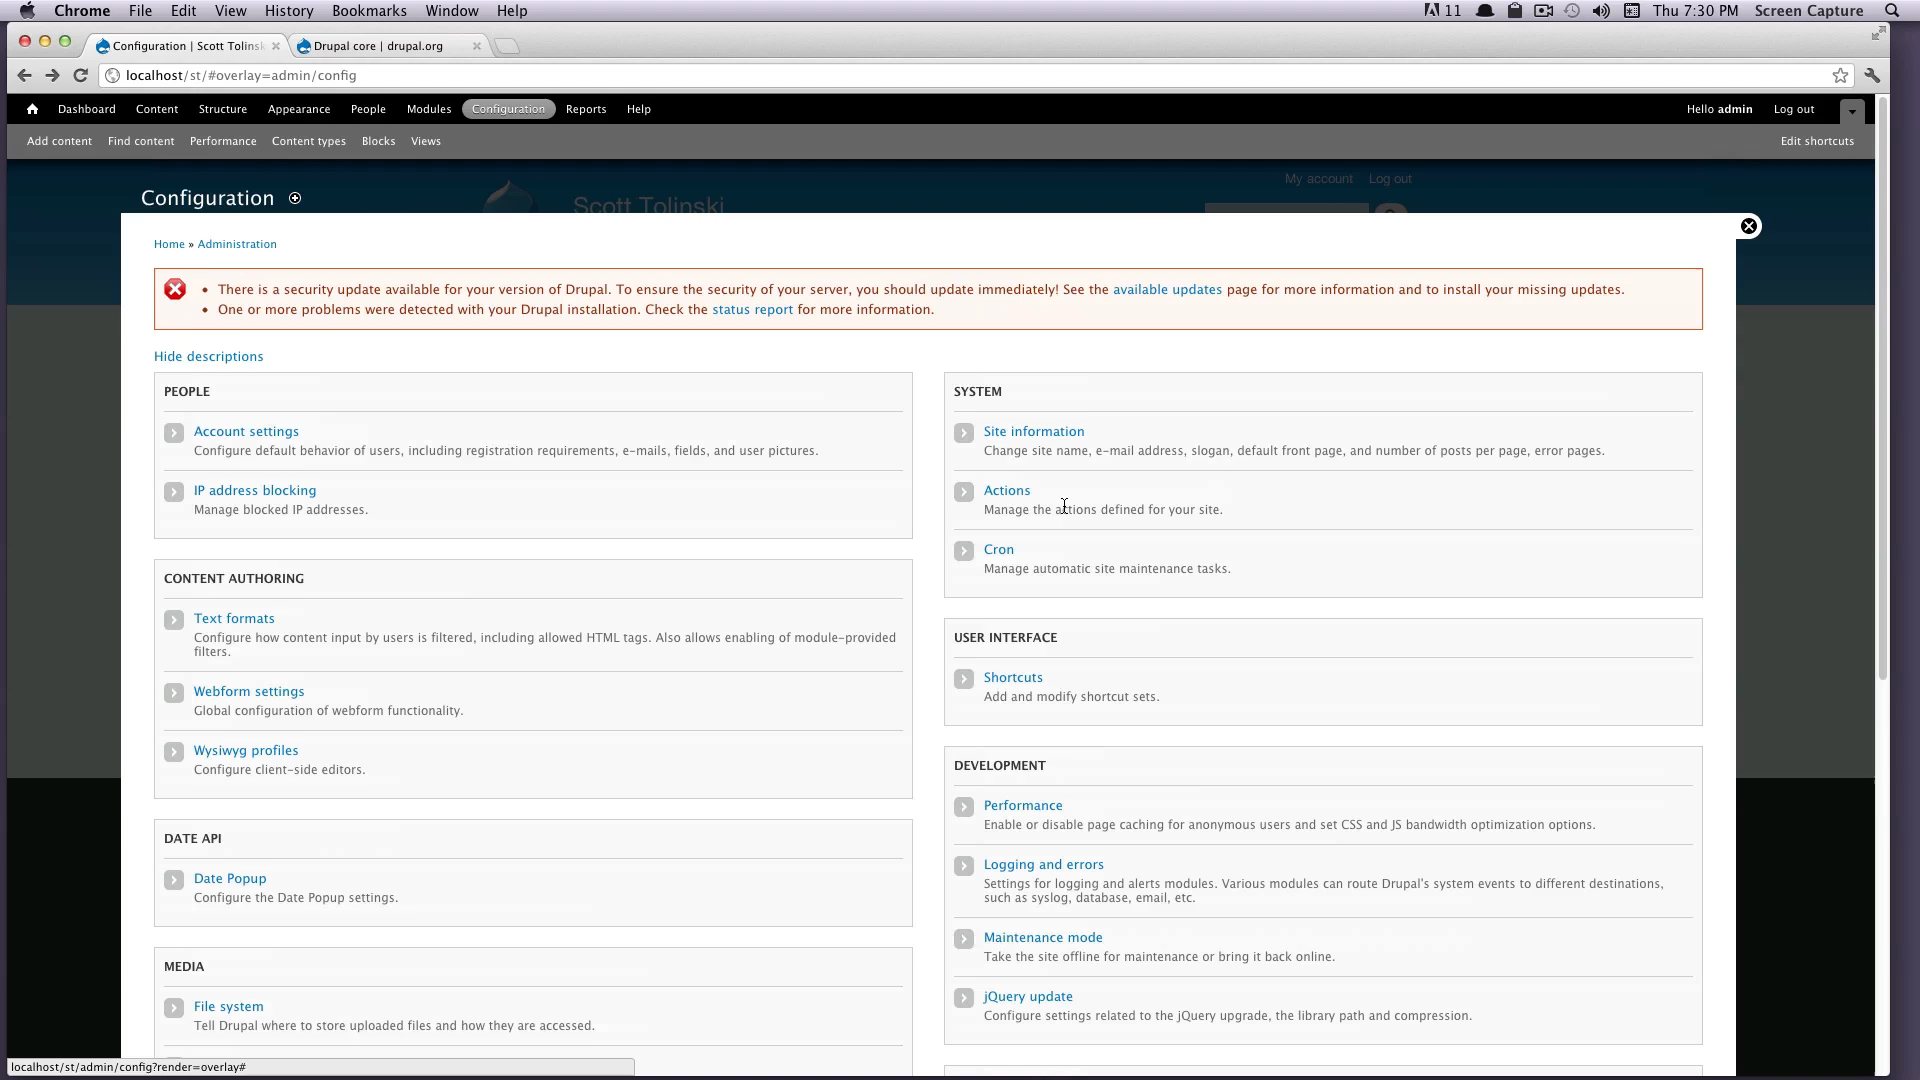 Chrome File Edit View History Bookmarks Window Help 11 Thu 7:30 PM Screen Capture
Configuration | Scott Tolinsk Drupal core | drupal.org
localhost/st/#overlay=admin/config
Dashboard Content Structure Appearance People Modules Configuration Reports Help Hello admin Log out
Add content Find content Performance Content types Blocks Views Edit shortcuts
My account Log out
Configuration
Scott Tolinski
Home » Administration
• There is a security update available for your version of Drupal. To ensure the security of your server, you should update immediately! See the available updates page for more information and to install your missing updates.
• One or more problems were detected with your Drupal installation. Check the status report for more information.
Hide descriptions
PEOPLE
Account settings
Configure default behavior of users, including registration requirements, e-mails, fields, and user pictures.
IP address blocking
Manage blocked IP addresses.
CONTENT AUTHORING
Text formats
Configure how content input by users is filtered, including allowed HTML tags. Also allows enabling of module-provided
filters.
Webform settings
Global configuration of webform functionality.
Wysiwyg profiles
Configure client-side editors.
DATE API
Date Popup
Configure the Date Popup settings.
MEDIA
File system
Tell Drupal where to store uploaded files and how they are accessed.
SYSTEM
Site information
Change site name, e-mail address, slogan, default front page, and number of posts per page, error pages.
Actions
Manage the actions defined for your site.
Cron
Manage automatic site maintenance tasks.
USER INTERFACE
Shortcuts
Add and modify shortcut sets.
DEVELOPMENT
Performance
Enable or disable page caching for anonymous users and set CSS and JS bandwidth optimization options.
Logging and errors
Settings for logging and alerts modules. Various modules can route Drupal's system events to different destinations,
such as syslog, database, email, etc.
Maintenance mode
Take the site offline for maintenance or bring it back online.
jQuery update
Configure settings related to the jQuery upgrade, the library path and compression.
localhost/st/admin/config?render=overlay#